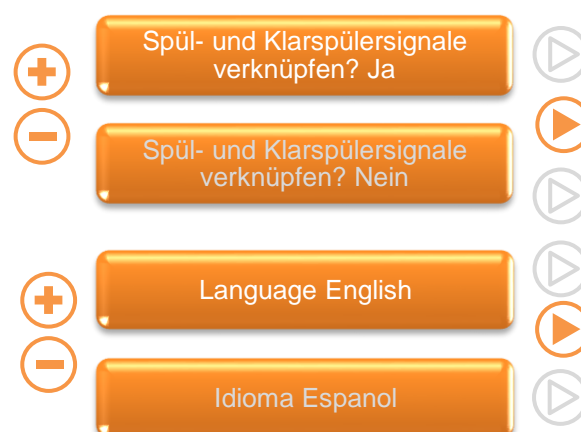 Spül- und Klarspülersignale
verknüpfen? Ja
Spül- und Klarspülersignale
verknüpfen? Nein
Language English
Idioma Espanol